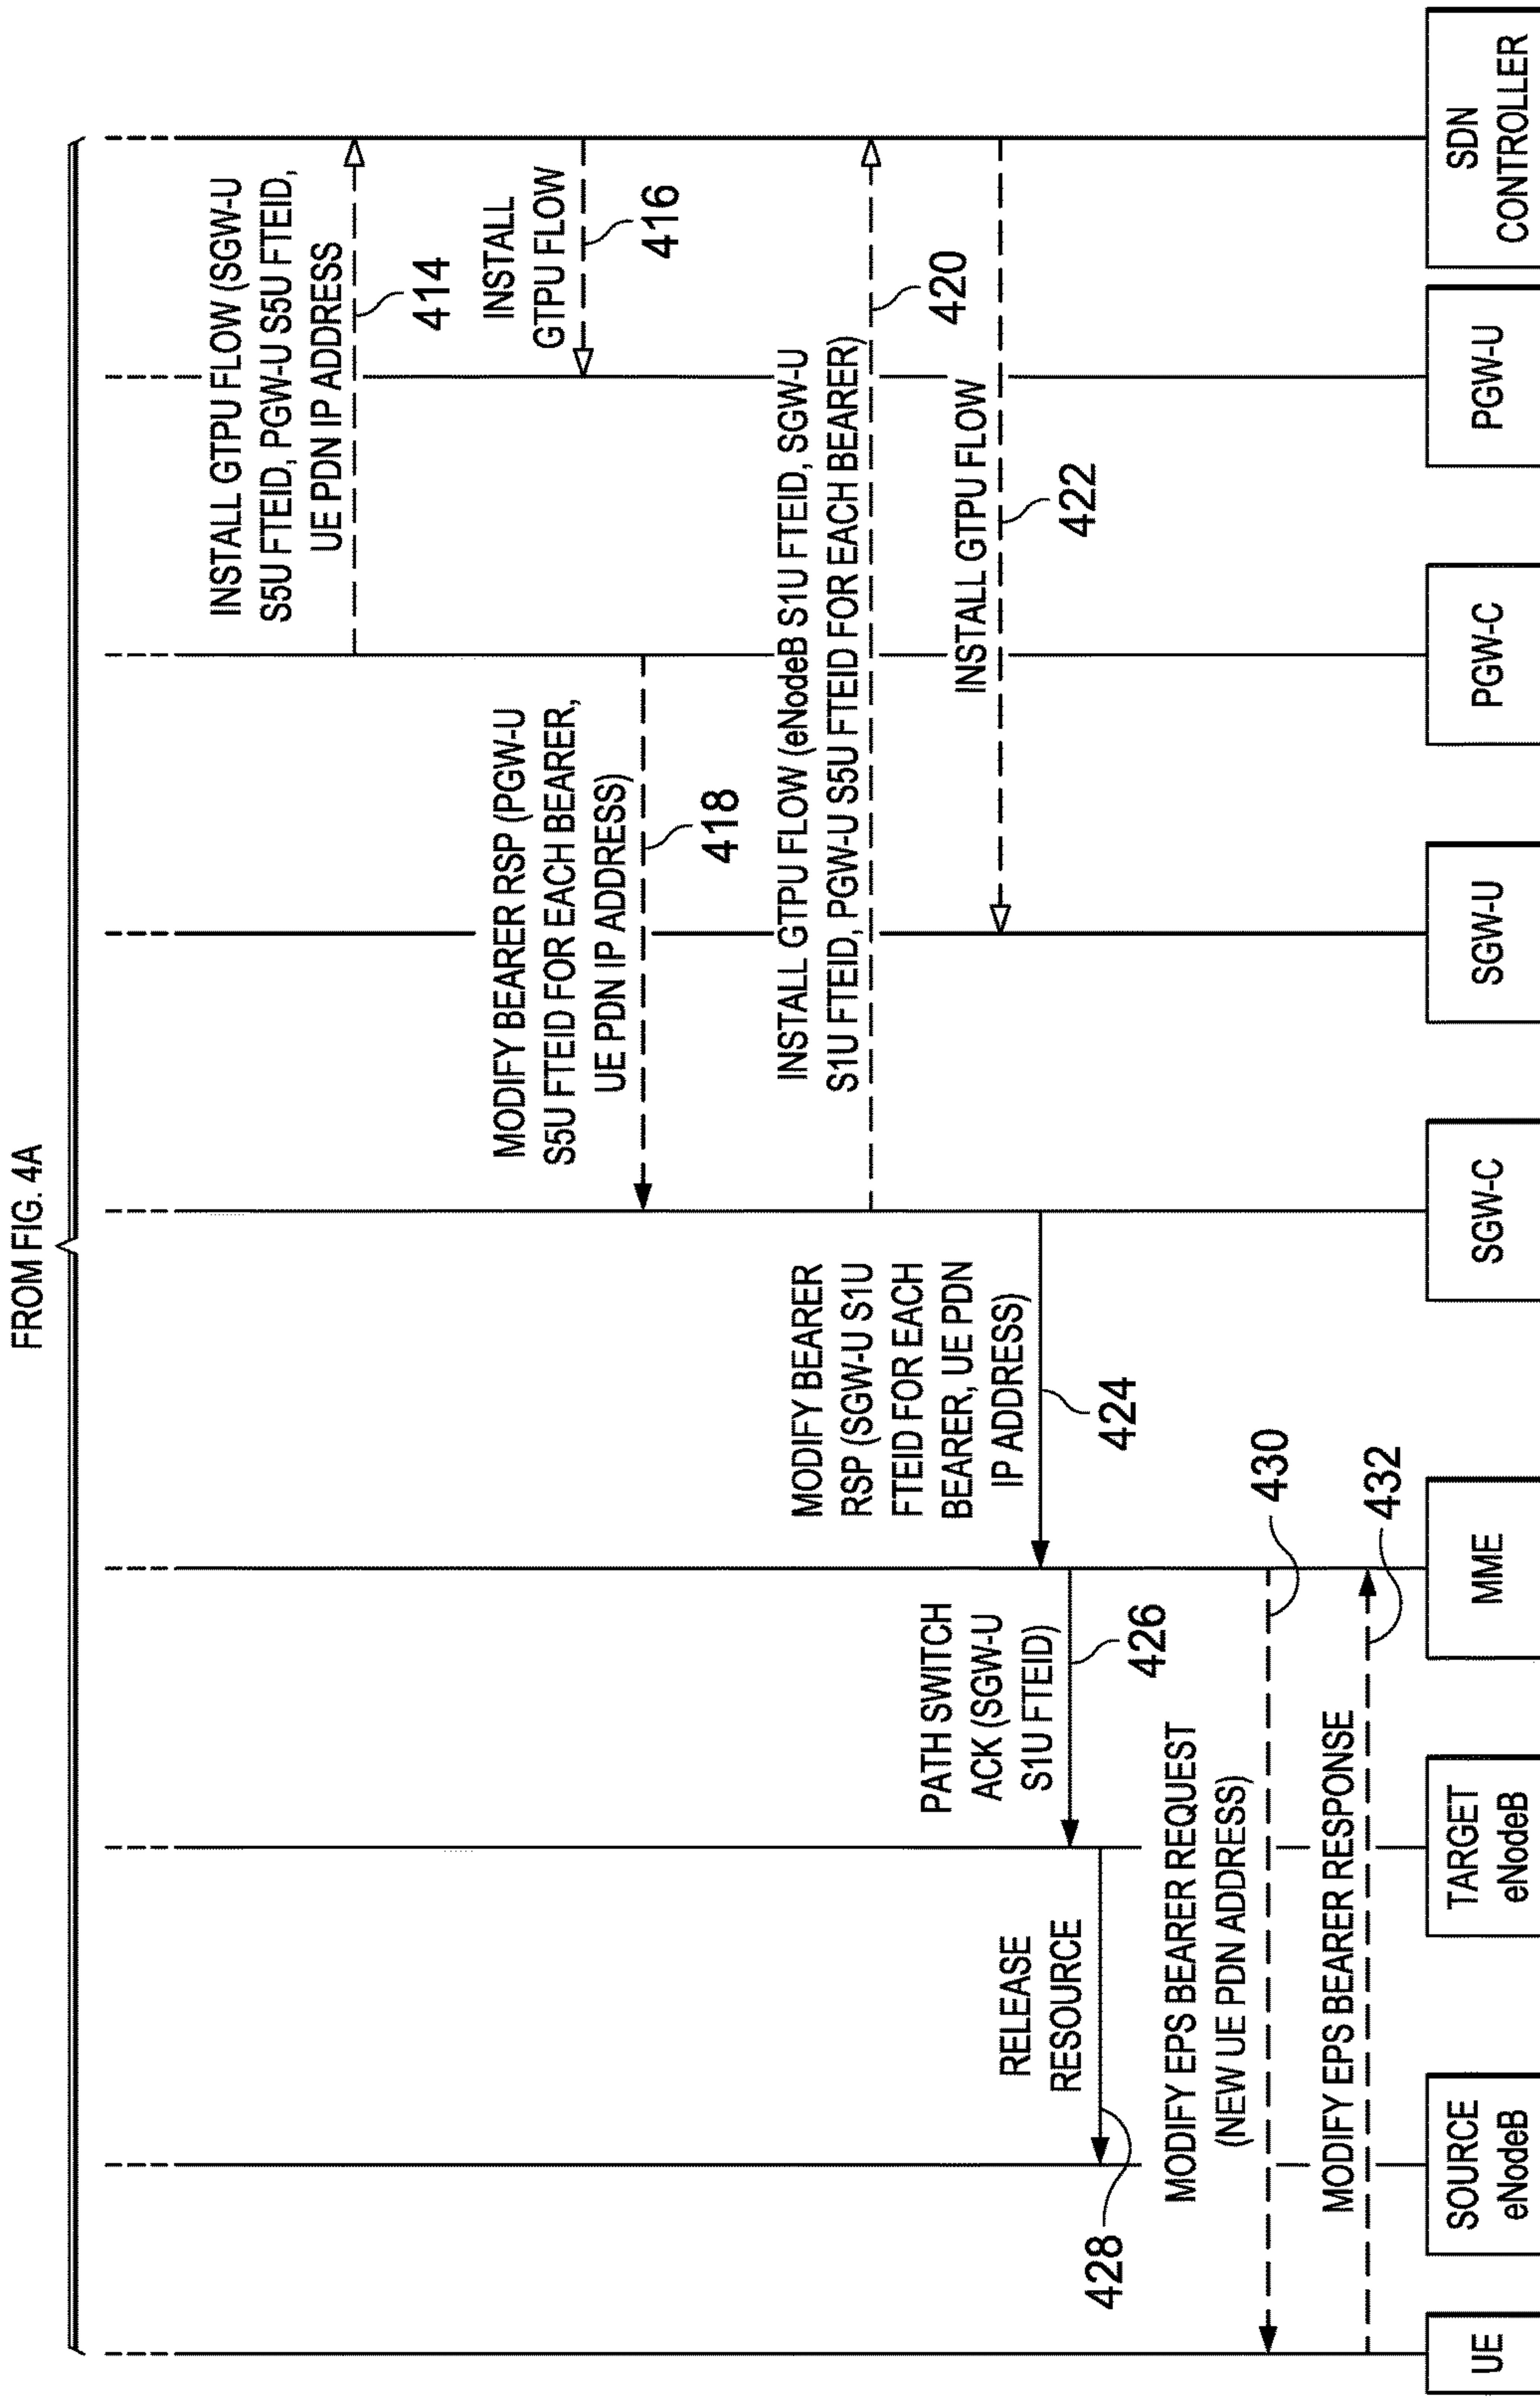 FROM FIG. 4A
INSTALL GTPU FLOW (SGW-U
S5U FTEID, PGW-U S5U FTEID,
UE PDN IP ADDRESS
414
INSTALL
GTPU FLOW
416
MODIFY BEARER RSP (PGW-U
S5U FTEID FOR EACH BEARER,
UE PDN IP ADDRESS)
418
INSTALL GTPU FLOW (eNodeB S1U FTEID, SGW-U
S1U FTEID, PGW-U S5U FTEID FOR EACH BEARER)
420
INSTALL GTPU FLOW
422
MODIFY BEARER
RSP (SGW-U S1U
FTEID FOR EACH
BEARER, UE PDN
IP ADDRESS)
424
PATH SWITCH
ACK (SGW-U
S1U FTEID)
426
RELEASE
RESOURCE
428
MODIFY EPS BEARER REQUEST
(NEW UE PDN ADDRESS)
430
MODIFY EPS BEARER RESPONSE
432
UE
SOURCE
eNodeB
TARGET
eNodeB
MME
SGW-C
SGW-U
PGW-C
PGW-U
SDN
CONTROLLER